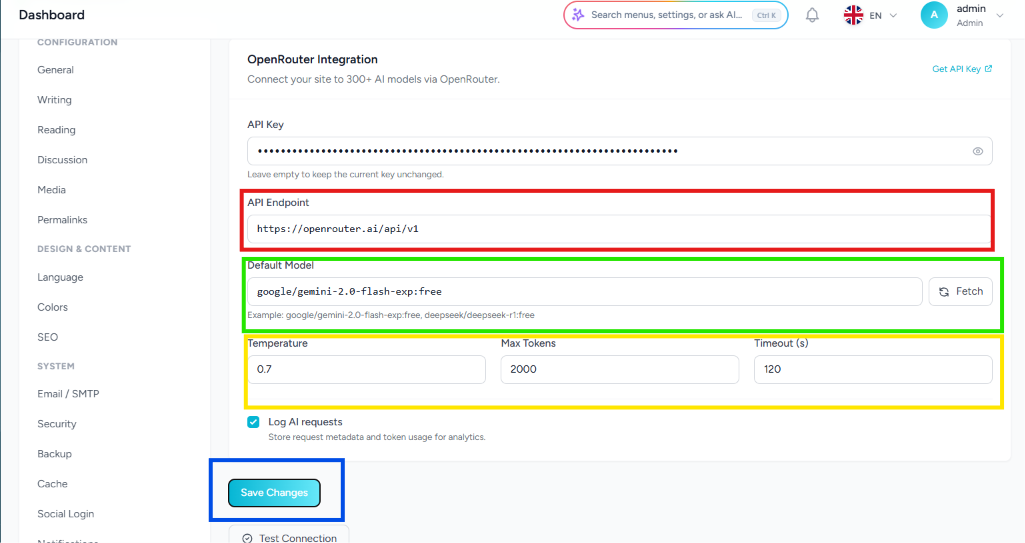 Dashboard
Search menus, settings, or ask AI...
Ctrl K
EN
A
admin
Admin
CONFIGURATION
General
Writing
Reading
Discussion
Media
Permalinks
DESIGN & CONTENT
Language
Colors
SEO
SYSTEM
Email / SMTP
Security
Backup
Cache
Social Login
Notifications
OpenRouter Integration
Connect your site to 300+ AI models via OpenRouter.
Get API Key
API Key
Leave empty to keep the current key unchanged.
API Endpoint
https://openrouter.ai/api/v1
Default Model
google/gemini-2.0-flash-exp:free
Fetch
Example: google/gemini-2.0-flash-exp:free, deepseek/deepseek-r1:free
Temperature
Max Tokens
Timeout (s)
0.7
2000
120
Log AI requests
Store request metadata and token usage for analytics.
Save Changes
Test Connection